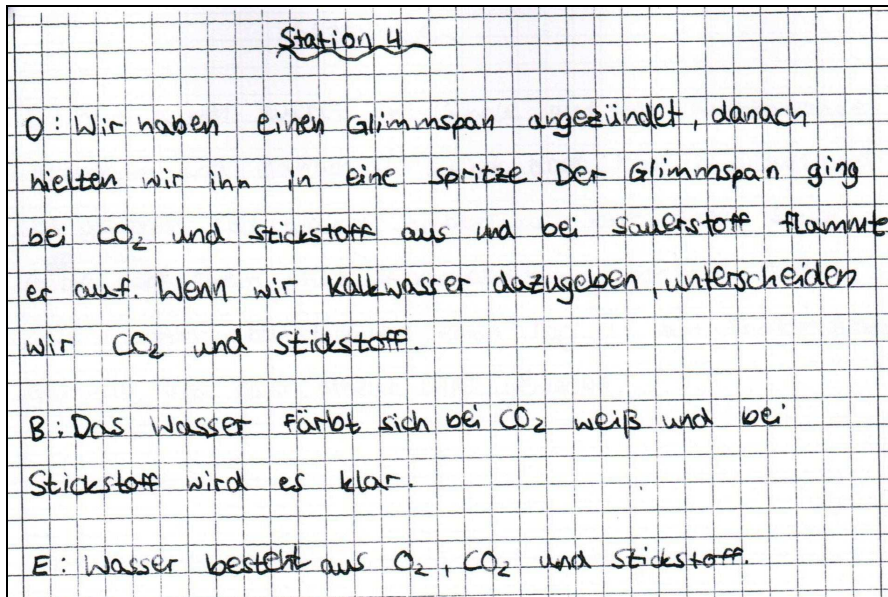 Station 4
D: Wir haben einen Glimmspan angezündet, danach
hielten wir ihn in eine spritze. Der Glimmspan ging
bei CO₂ und stickstoff aus und bei Sauerstoff flammte
er auf. Wenn wir Kalkwasser dazugeben, unterscheiden
wir CO₂ und Stickstoff.
B: Das Wasser färbt sich bei CO₂ weiß und bei
Stickstoff wird es klar.
E: Wasser besteht aus O₂, CO₂ und Stickstoff.